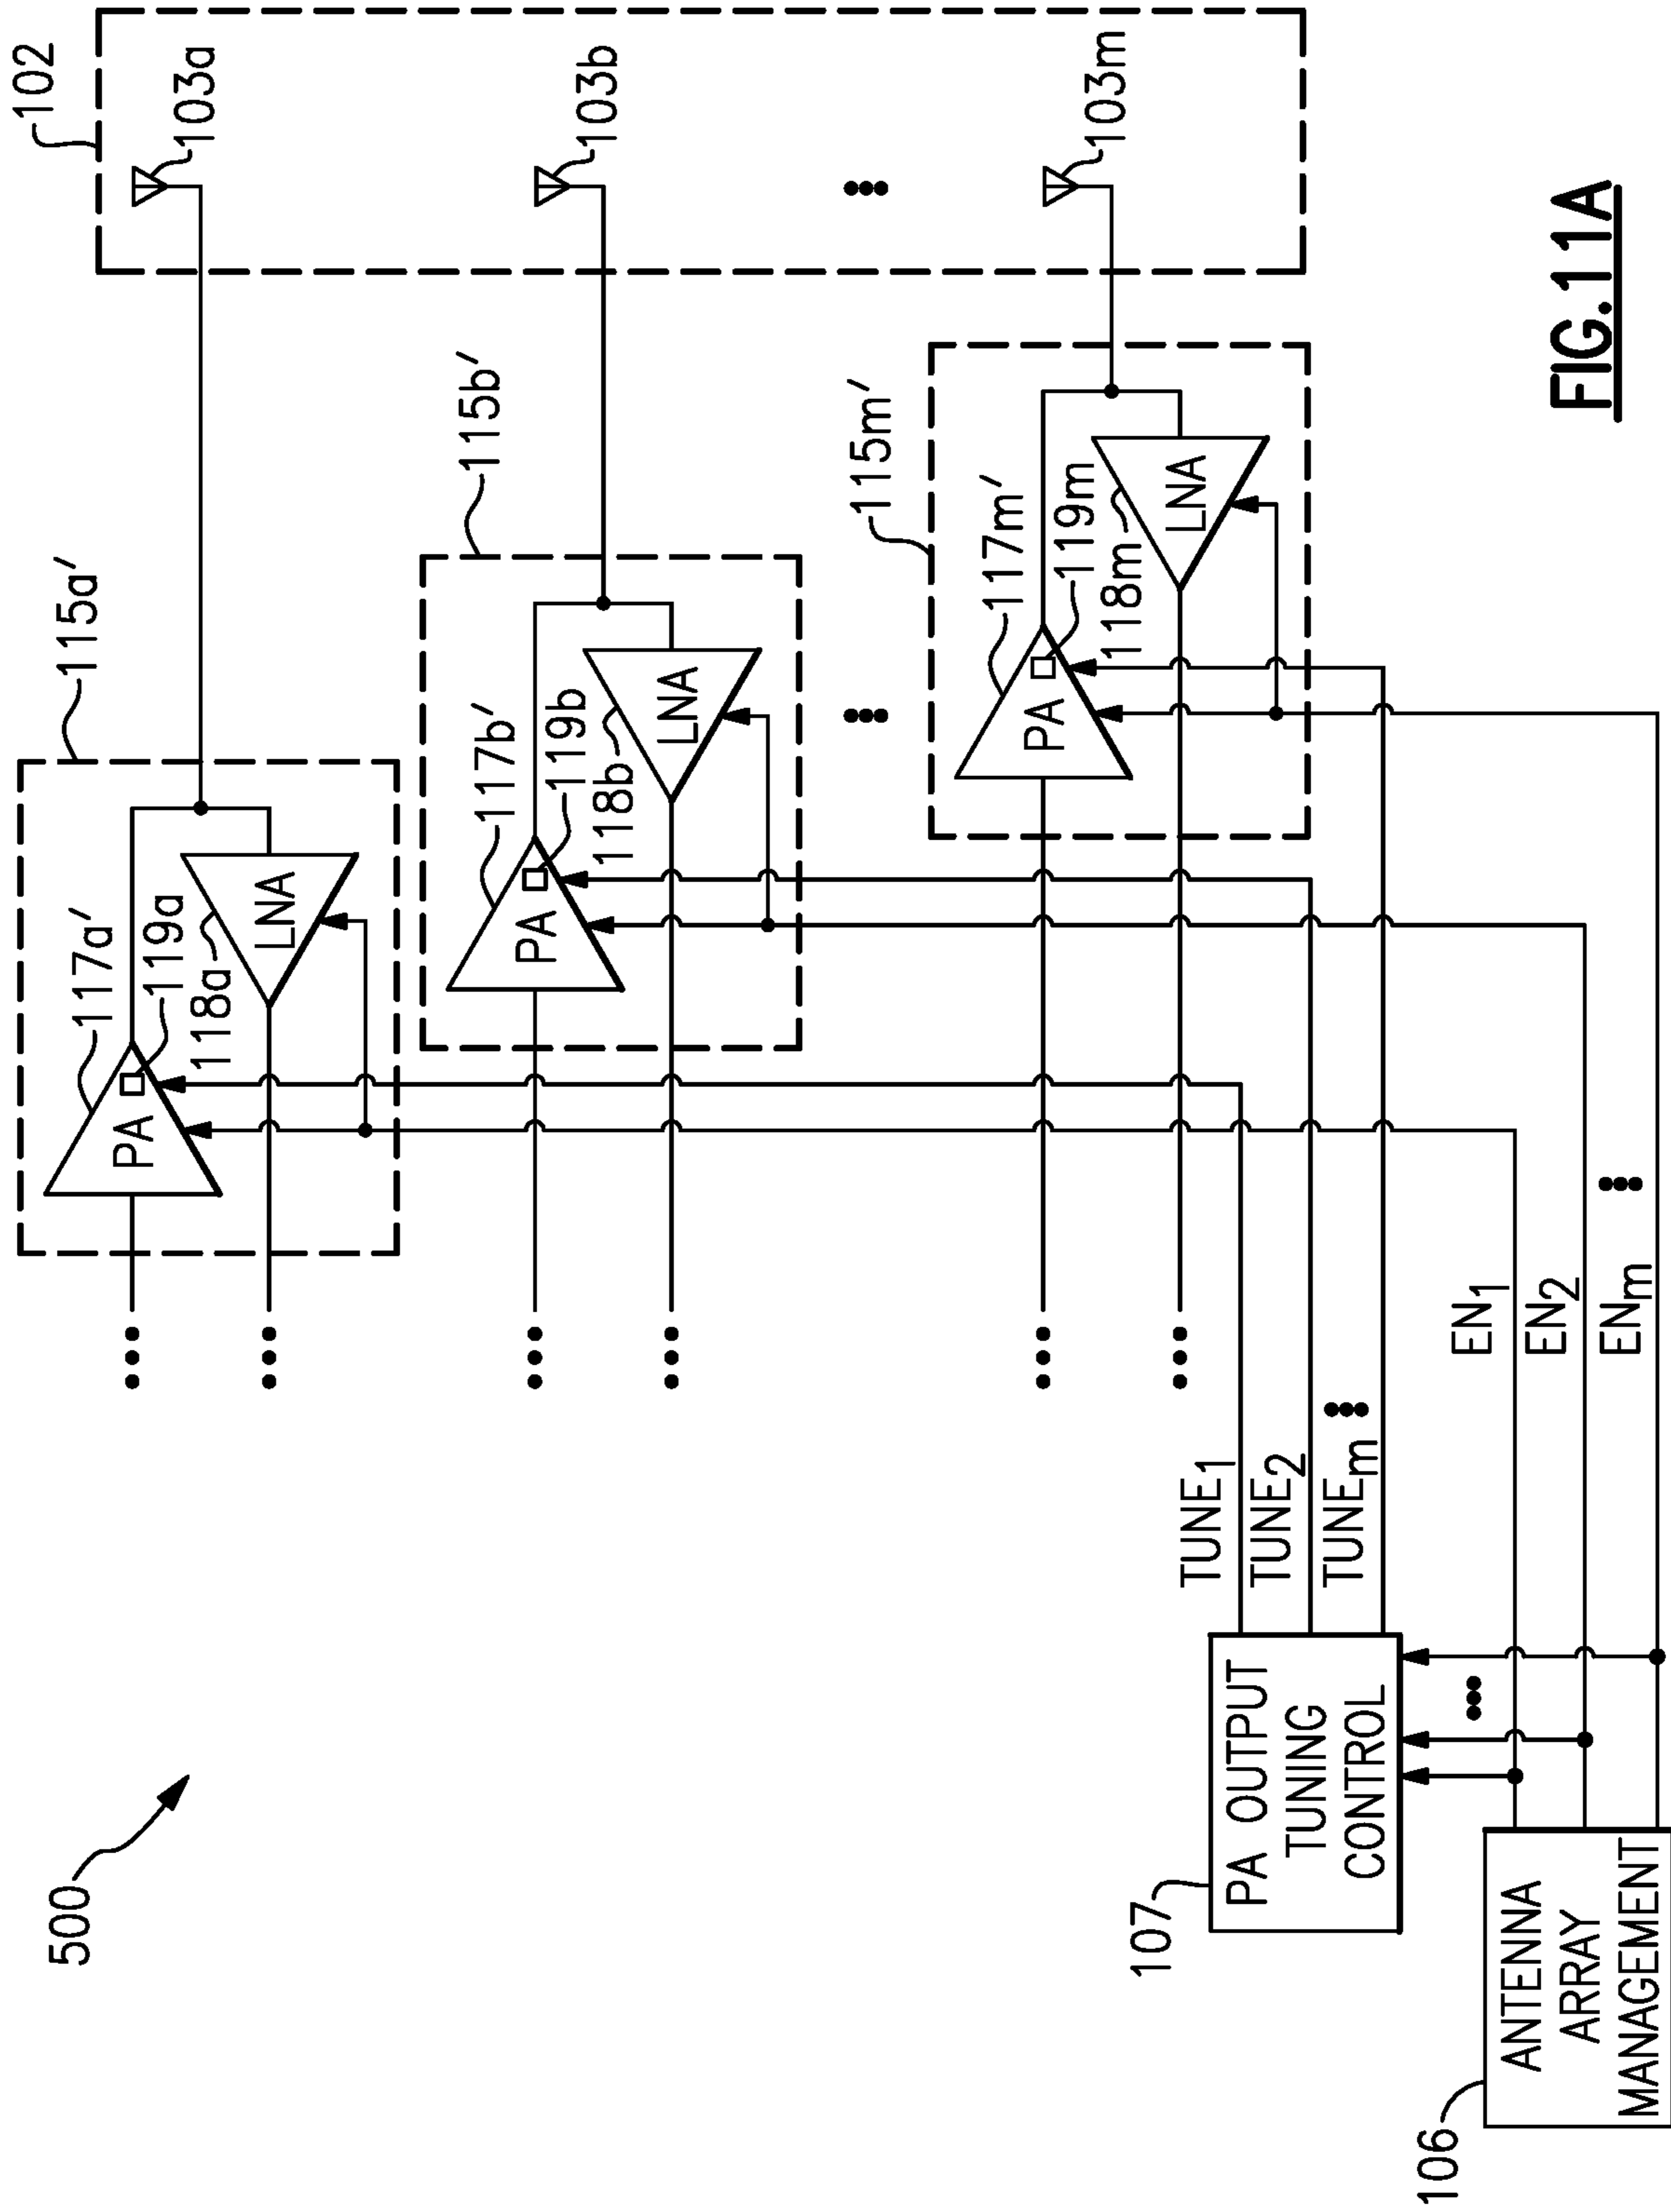 500
102
103a
103b
103m
115a′
117a′
119a
118a
PA
LNA
115b′
117b′
119b
118b
PA
LNA
115m′
117m′
119m
118m
PA
LNA
TUNE1
TUNE2
TUNEm
EN1
EN2
ENm
107
PA OUTPUT
TUNING
CONTROL
106
ANTENNA
ARRAY
MANAGEMENT
FIG.11A